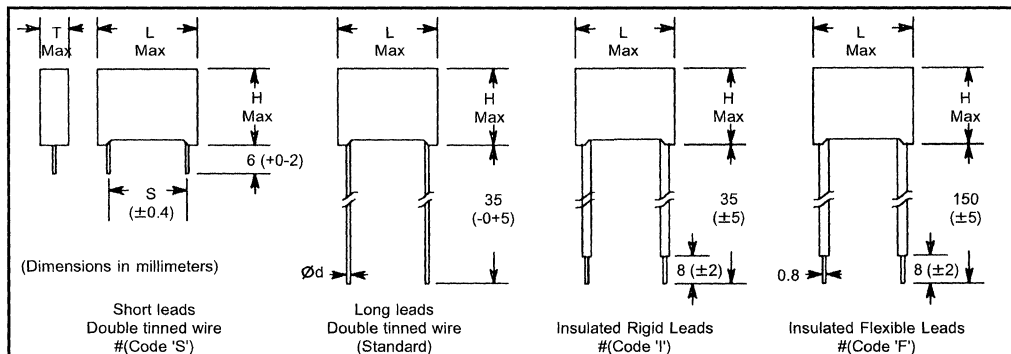 T
Max
L
Max
H
Max
6 (+0-2)
S
(±0.4)
(Dimensions in millimeters)
Short leads
Double tinned wire
#(Code 'S')
L
Max
H
Max
35
(-0+5)
Ød
Long leads
Double tinned wire
(Standard)
L
Max
H
Max
35
(±5)
8 (±2)
Insulated Rigid Leads
#(Code 'I')
L
Max
H
Max
150
(±5)
0.8
8 (±2)
Insulated Flexible Leads
#(Code 'F')